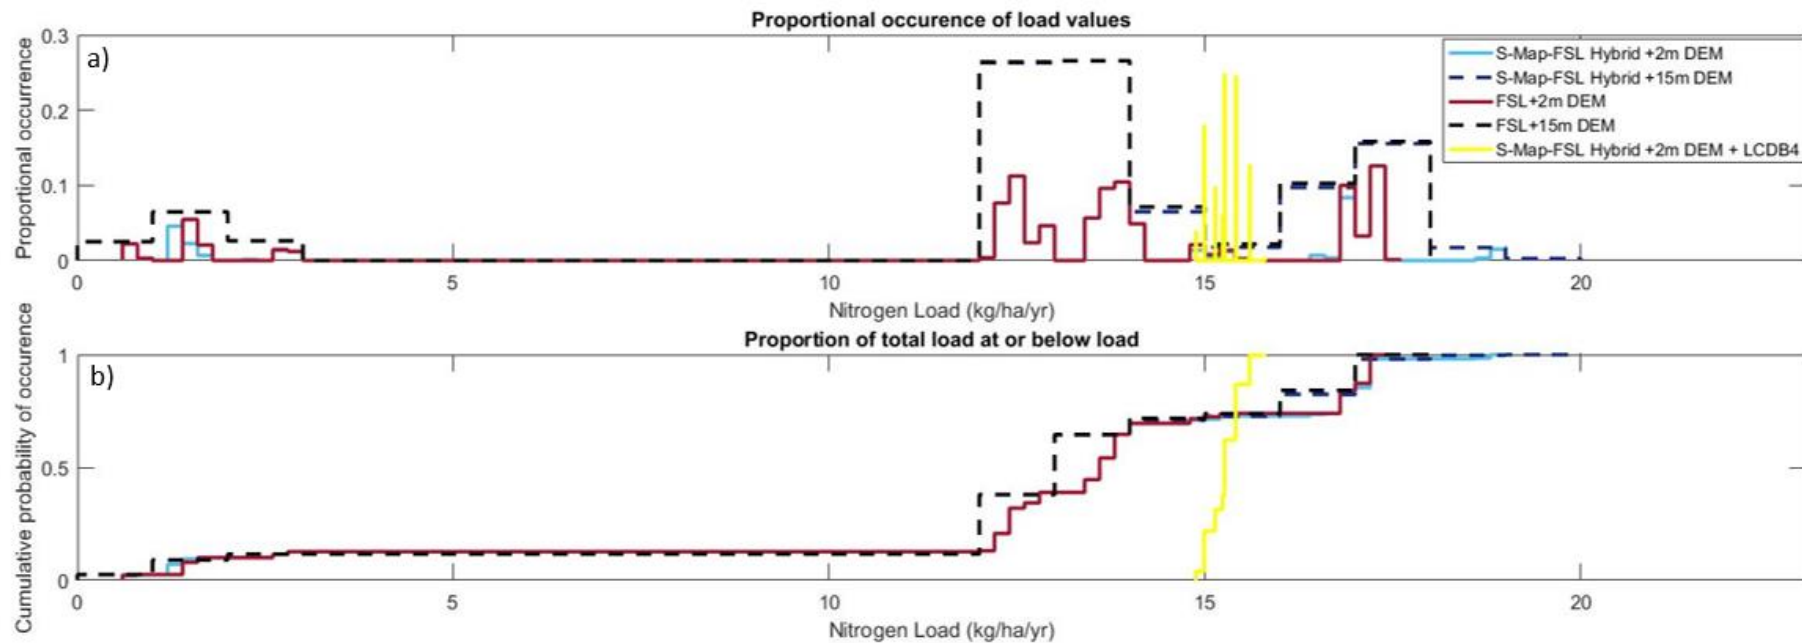 Proportional occurence of load values
a)
Proportional occurrence
0.3
0.2
0.1
0
S-Map-FSL Hybrid +2m DEM
S-Map-FSL Hybrid +15m DEM
FSL+2m DEM
FSL+15m DEM
S-Map-FSL Hybrid +2m DEM + LCDB4
0 5 10 15 20
Nitrogen Load (kg/ha/yr)
Proportion of total load at or below load
b)
Cumulative probability of occurence
1
0.5
0
0 5 10 15 20
Nitrogen Load (kg/ha/yr)